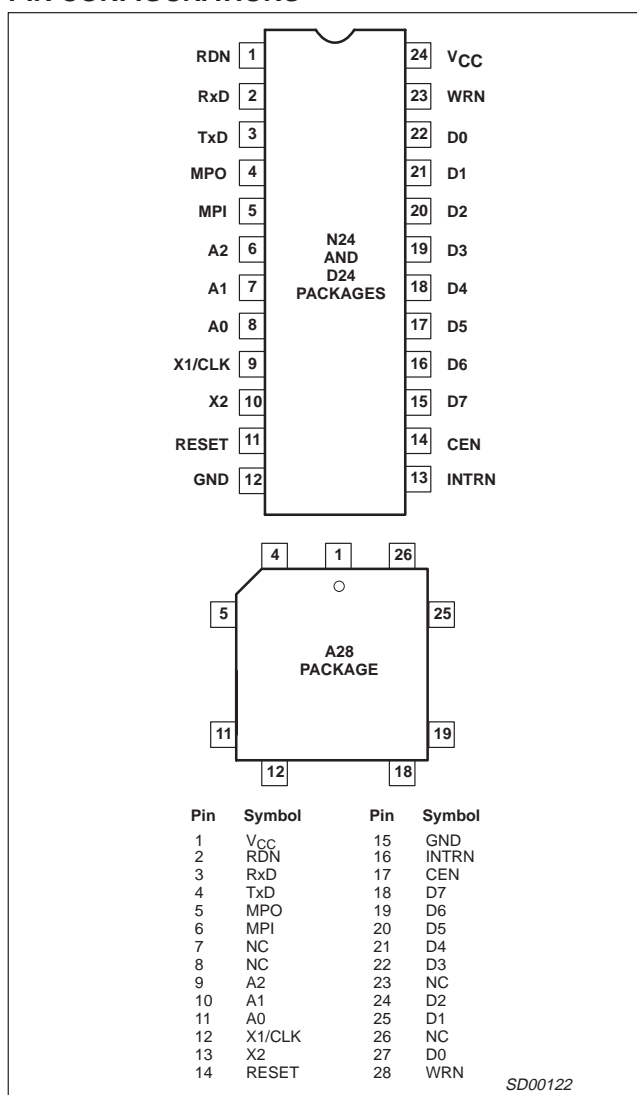 RDN 1 24 VCC
RxD 2 23 WRN
TxD 3 22 D0
MPO 4 21 D1
MPI 5 20 D2
A2 6 19 D3
A1 7 18 D4
A0 8 17 D5
X1/CLK 9 16 D6
X2 10 15 D7
RESET 11 14 CEN
GND 12 13 INTRN
N24
AND
D24
PACKAGES
4 1 26
5 25
A28
PACKAGE
11 19
12 18
Pin Symbol Pin Symbol
1 VCC 15 GND
2 RDN 16 INTRN
3 RxD 17 CEN
4 TxD 18 D7
5 MPO 19 D6
6 MPI 20 D5
7 NC 21 D4
8 NC 22 D3
9 A2 23 NC
10 A1 24 D2
11 A0 25 D1
12 X1/CLK 26 NC
13 X2 27 D0
14 RESET 28 WRN
SD00122